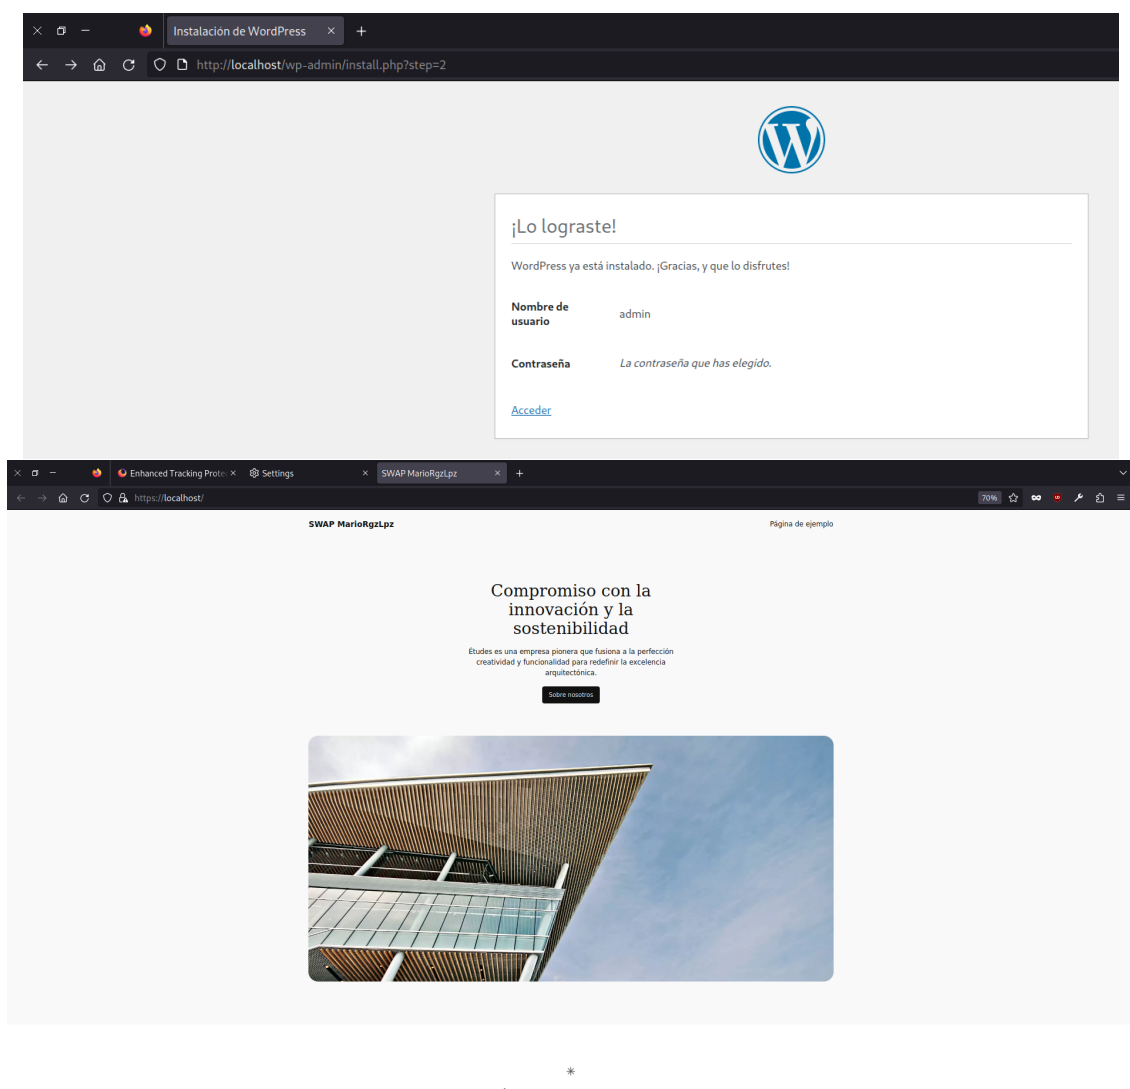 Instalación de WordPress
http://localhost/wp-admin/install.php?step=2
¡Lo lograste!
WordPress ya está instalado. ¡Gracias, y que lo disfrutes!
Nombre de
usuario
admin
Contraseña
La contraseña que has elegido.
Acceder
Enhanced Tracking Prote
Settings
SWAP MarioRgzLpz
https://localhost/
70%
SWAP MarioRgzLpz
Página de ejemplo
Compromiso con la
innovación y la
sostenibilidad
Études es una empresa pionera que fusiona a la perfección
creatividad y funcionalidad para redefinir la excelencia
arquitectónica.
Sobre nosotros